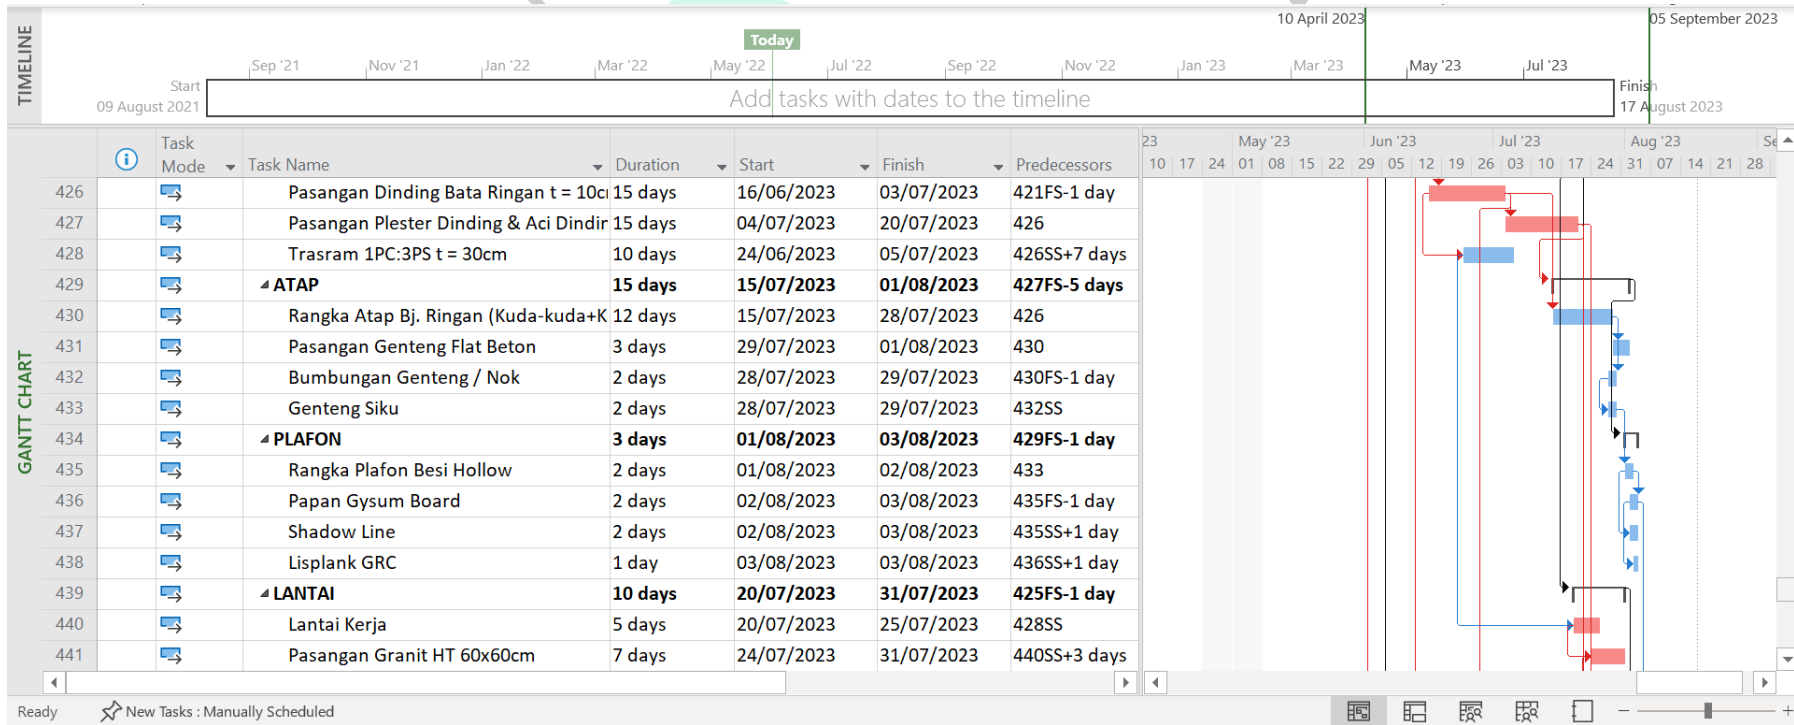 TIMELINE
10 April 2023
05 September 2023
Today
Sep '21 Nov '21 Jan '22 Mar '22 May '22 Jul '22 Sep '22 Nov '22 Jan '23 Mar '23 May '23 Jul '23
Start
09 August 2021
Add tasks with dates to the timeline
Finish
17 August 2023
GANTT CHART
Task Mode Task Name Duration Start Finish Predecessors
23 May '23 Jun '23 Jul '23 Aug '23 Se
10 17 24 01 08 15 22 29 05 12 19 26 03 10 17 24 31 07 14 21 28
426 Pasangan Dinding Bata Ringan t = 10c 15 days 16/06/2023 03/07/2023 421FS-1 day
427 Pasangan Plester Dinding & Aci Dindin 15 days 04/07/2023 20/07/2023 426
428 Trasram 1PC:3PS t = 30cm 10 days 24/06/2023 05/07/2023 426SS+7 days
429 ATAP 15 days 15/07/2023 01/08/2023 427FS-5 days
430 Rangka Atap Bj. Ringan (Kuda-kuda+K 12 days 15/07/2023 28/07/2023 426
431 Pasangan Genteng Flat Beton 3 days 29/07/2023 01/08/2023 430
432 Bumbungan Genteng / Nok 2 days 28/07/2023 29/07/2023 430FS-1 day
433 Genteng Siku 2 days 28/07/2023 29/07/2023 432SS
434 PLAFON 3 days 01/08/2023 03/08/2023 429FS-1 day
435 Rangka Plafon Besi Hollow 2 days 01/08/2023 02/08/2023 433
436 Papan Gysum Board 2 days 02/08/2023 03/08/2023 435FS-1 day
437 Shadow Line 2 days 02/08/2023 03/08/2023 435SS+1 day
438 Lisplank GRC 1 day 03/08/2023 03/08/2023 436SS+1 day
439 LANTAI 10 days 20/07/2023 31/07/2023 425FS-1 day
440 Lantai Kerja 5 days 20/07/2023 25/07/2023 428SS
441 Pasangan Granit HT 60x60cm 7 days 24/07/2023 31/07/2023 440SS+3 days
Ready New Tasks : Manually Scheduled